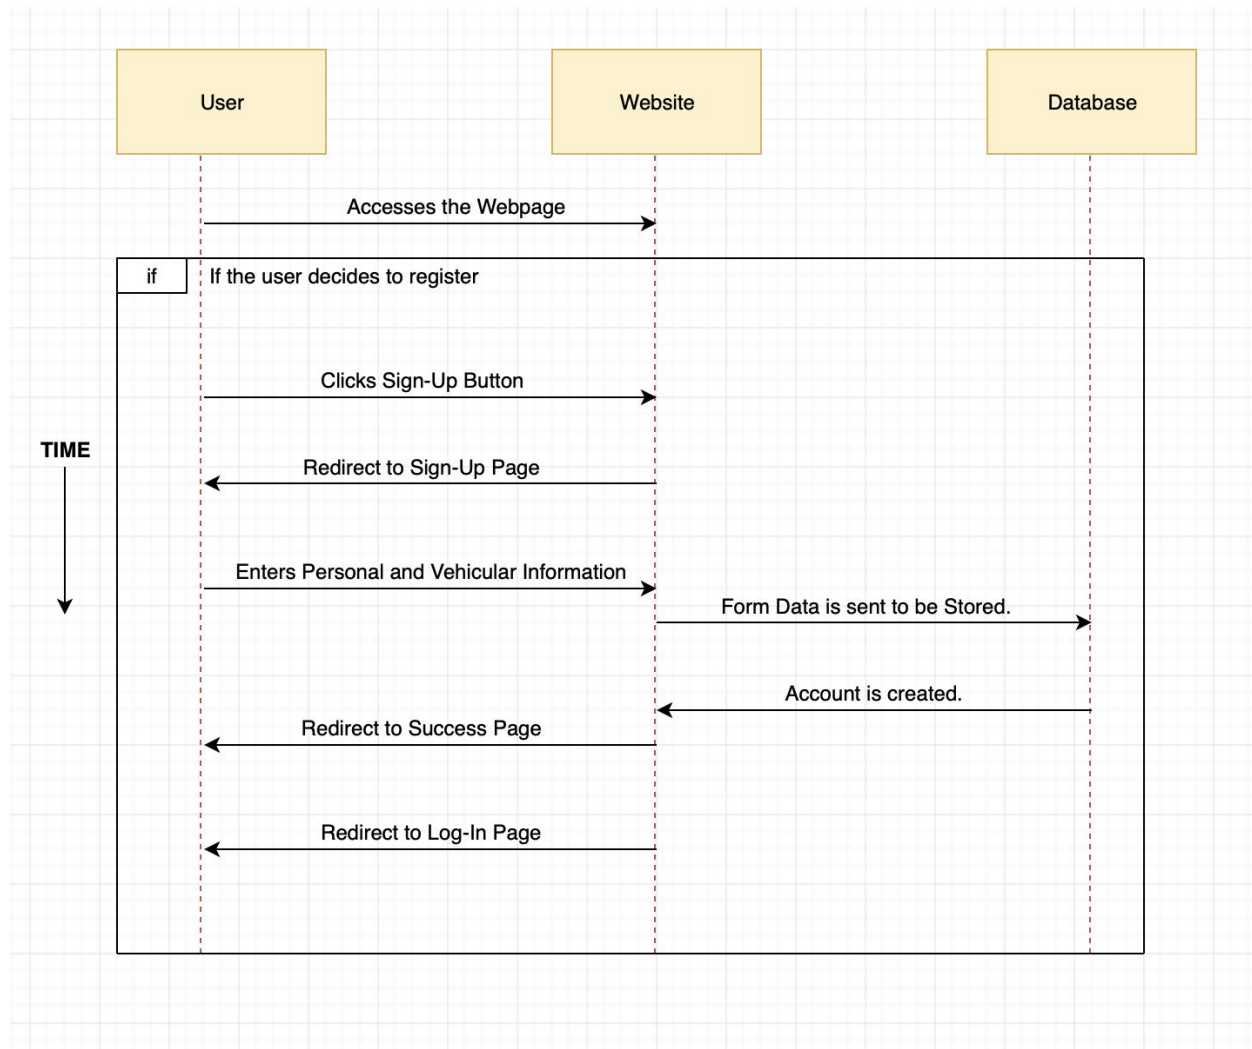 User
Website
Database
Accesses the Webpage
if
If the user decides to register
Clicks Sign-Up Button
TIME
Redirect to Sign-Up Page
Enters Personal and Vehicular Information
Form Data is sent to be Stored.
Account is created.
Redirect to Success Page
Redirect to Log-In Page